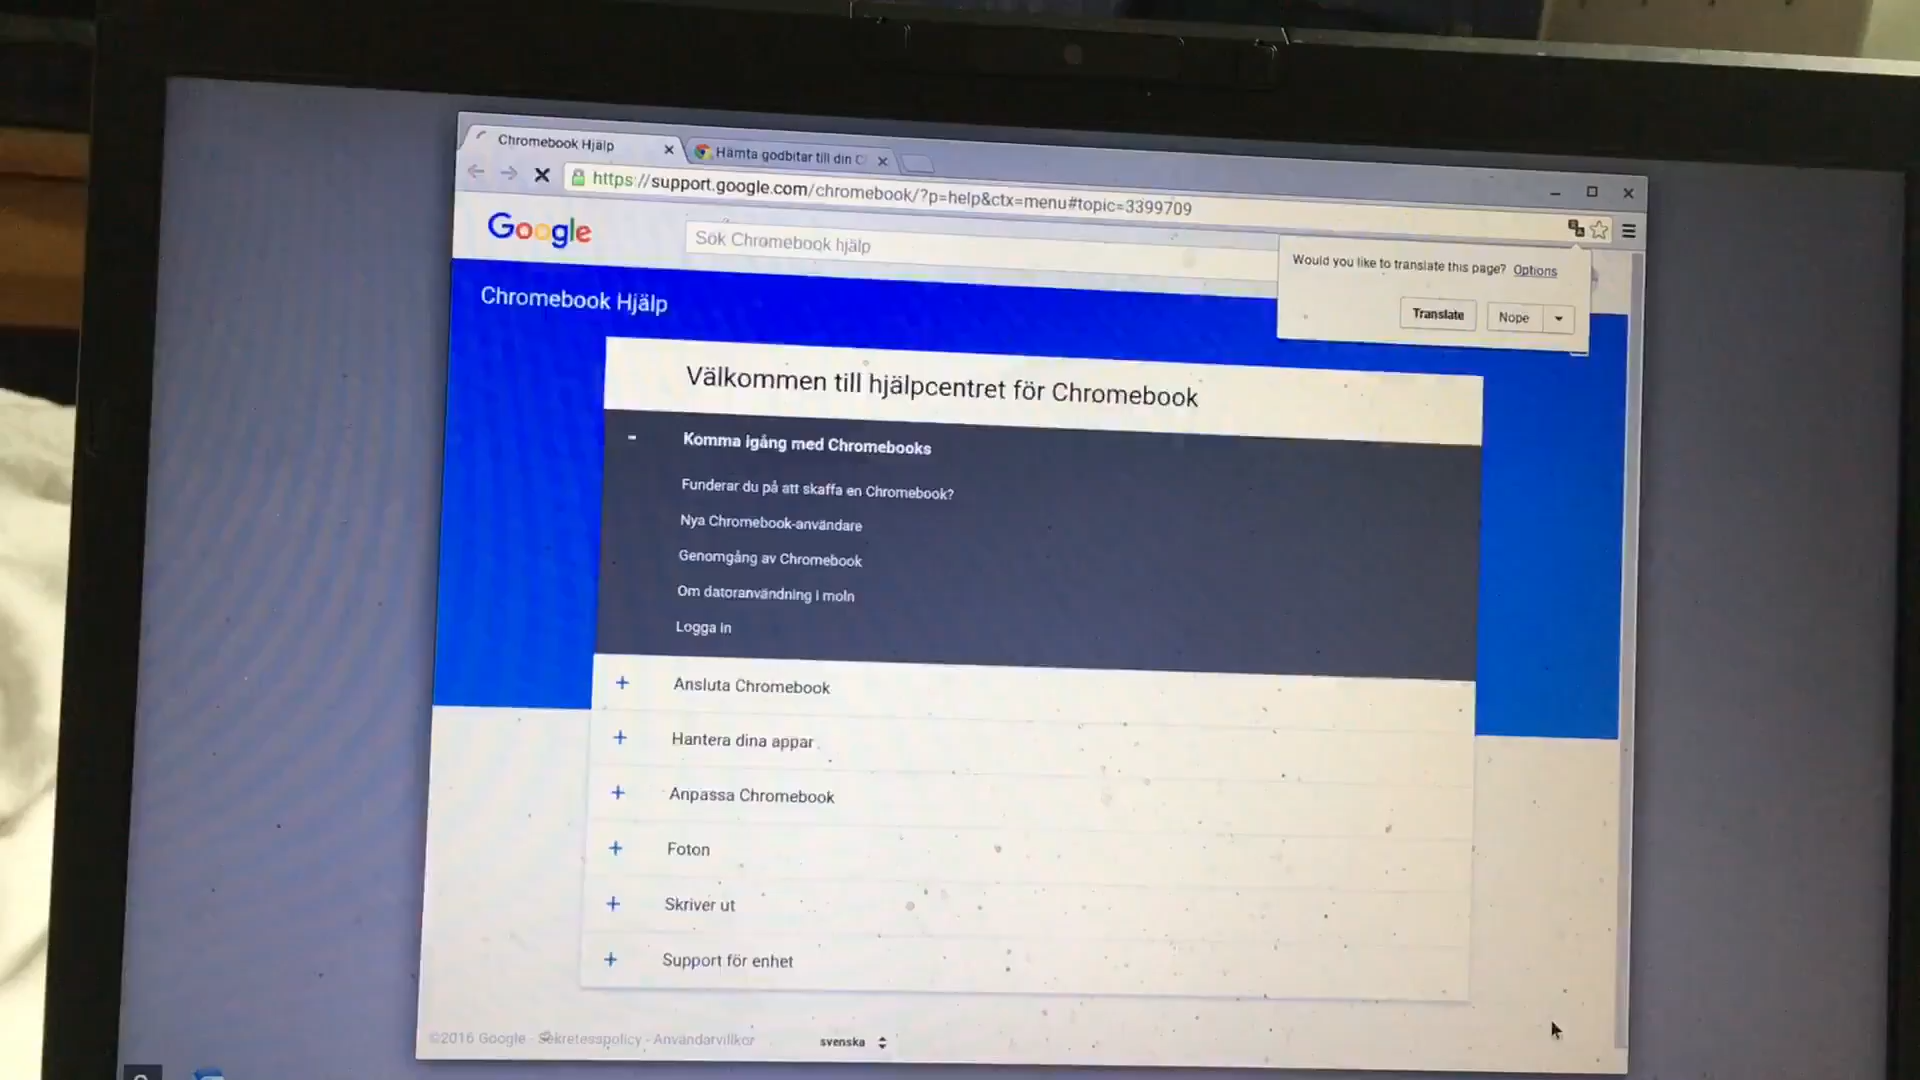 Chromebook Hjälp
Hämta godbitar till din C
https://support.google.com/chromebook/?p=help&ctx=menu#topic=3399709
Google
Sök Chromebook hjälp
Would you like to translate this page? Options
Translate
Nope
Chromebook Hjälp
Välkommen till hjälpcentret för Chromebook
Komma igång med Chromebooks
Funderar du på att skaffa en Chromebook?
Nya Chromebook-användare
Genomgång av Chromebook
Om datoranvändning i moln
Logga in
Ansluta Chromebook
Hantera dina appar
Anpassa Chromebook
Foton
Skriver ut
Support för enhet
©2016 Google - Sekretesspolicy - Användarvillkor
svenska